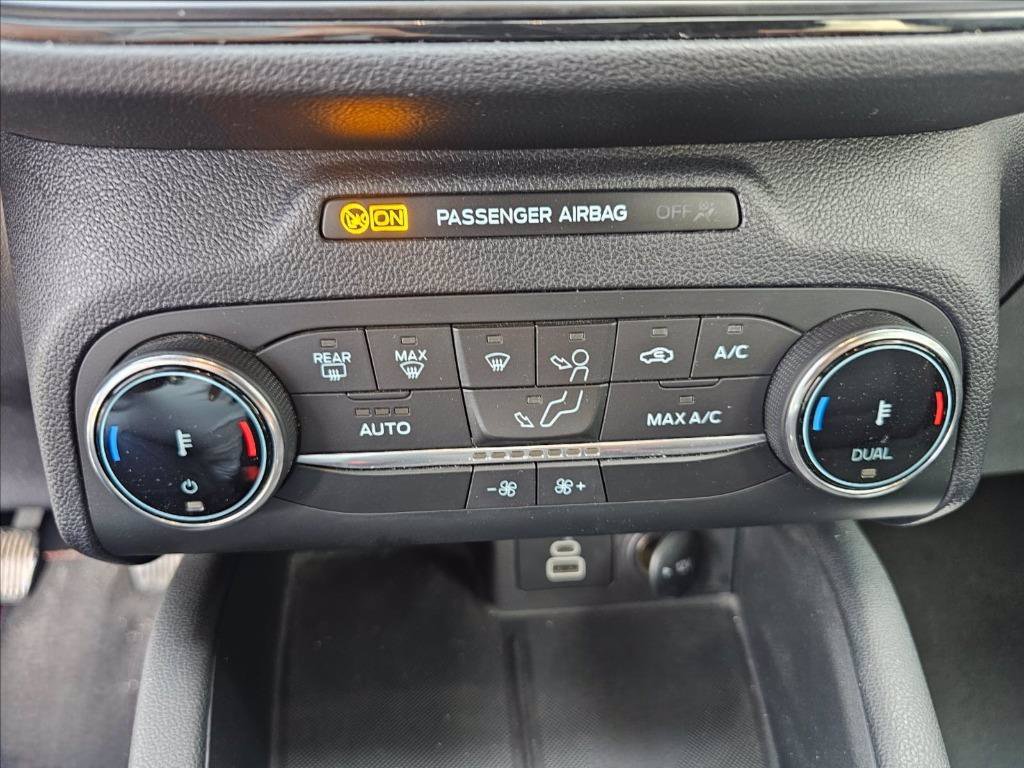 ON PASSENGER AIRBAG OFF
REAR MAX A/C
AUTO MAX A/C
DUAL
- +